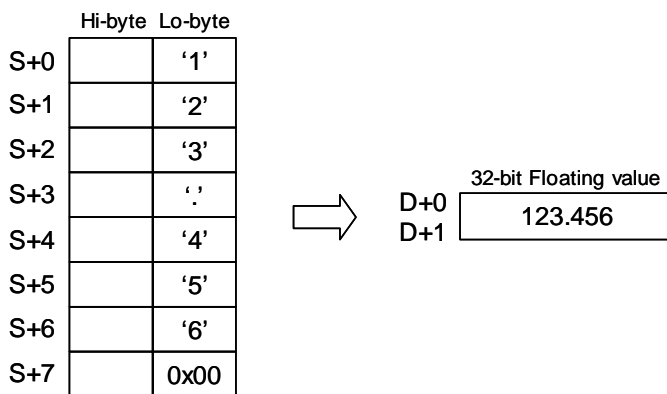 Hi-byte Lo-byte
S+0 ‘1’
S+1 ‘2’
S+2 ‘3’
S+3 ‘.’
S+4 ‘4’
S+5 ‘5’
S+6 ‘6’
S+7 0x00
32-bit Floating value
D+0
D+1
123.456